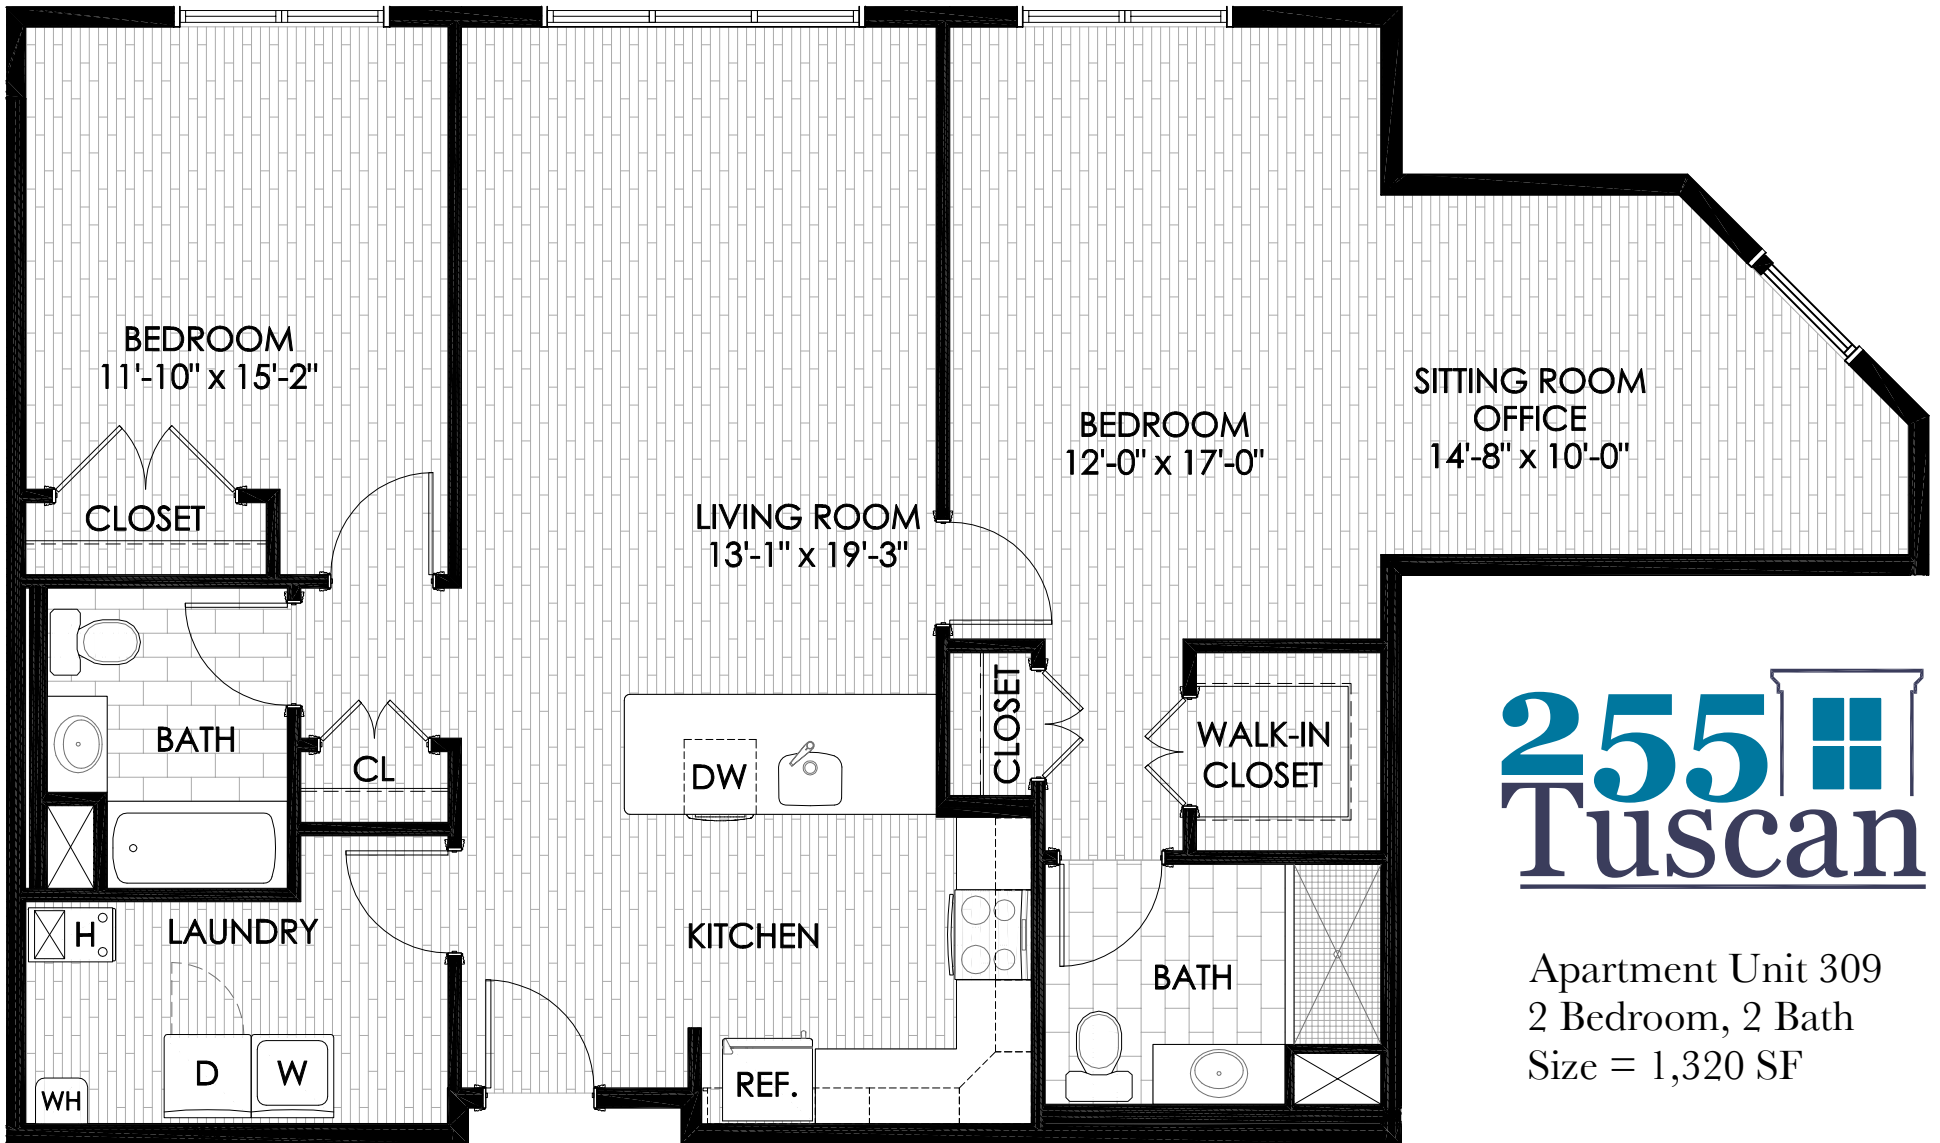 BEDROOM
11'-10" x 15'-2"
CLOSET
BATH
CL
LAUNDRY
H
D
W
WH
LIVING ROOM
13'-1" x 19'-3"
DW
KITCHEN
REF.
BEDROOM
12'-0" x 17'-0"
SITTING ROOM
OFFICE
14'-8" x 10'-0"
CLOSET
WALK-IN
CLOSET
BATH
255
Tuscan
Apartment Unit 309
2 Bedroom, 2 Bath
Size = 1,320 SF